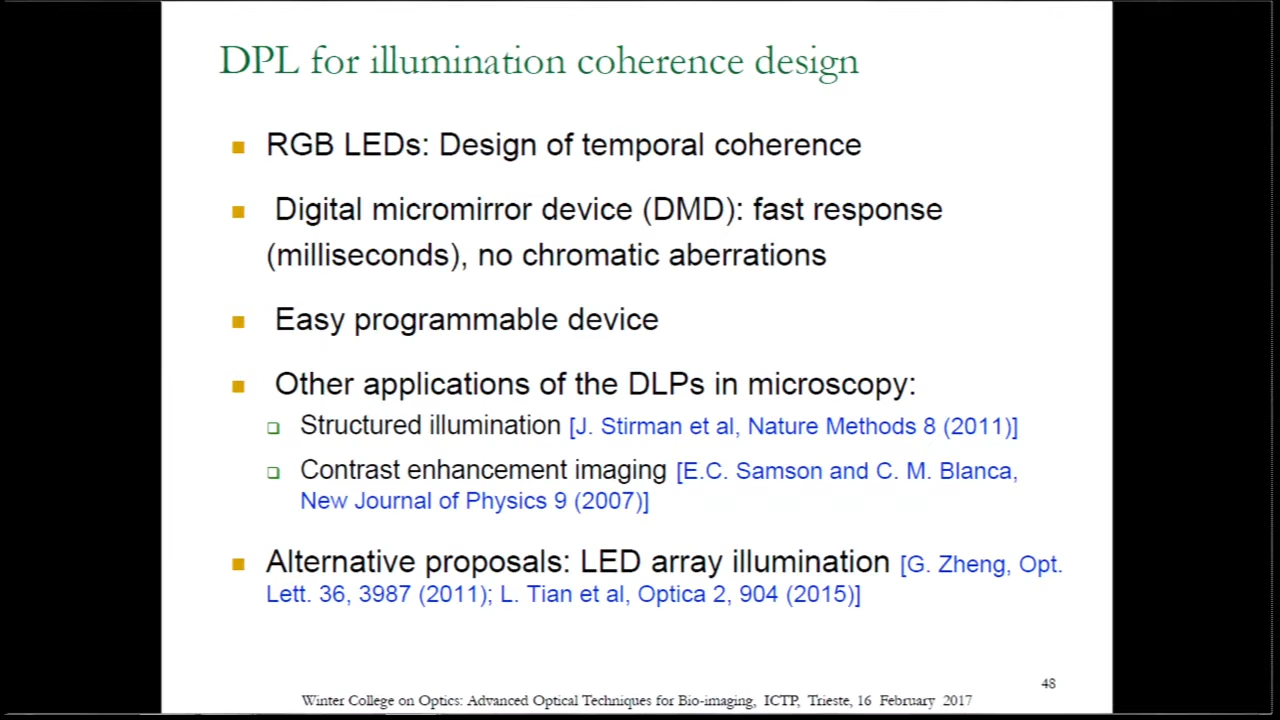 DPL for illumination coherence design
RGB LEDs: Design of temporal coherence
Digital micromirror device (DMD): fast response
(milliseconds), no chromatic aberrations
Easy programmable device
Other applications of the DLPs in microscopy:
Structured illumination [J. Stirman et al, Nature Methods 8 (2011)]
Contrast enhancement imaging [E.C. Samson and C. M. Blanca,
New Journal of Physics 9 (2007)]
Alternative proposals: LED array illumination [G. Zheng, Opt.
Lett. 36, 3987 (2011); L. Tian et al, Optica 2, 904 (2015)]
48
Winter College on Optics: Advanced Optical Techniques for Bio-imaging, ICTP, Trieste, 16 February 2017